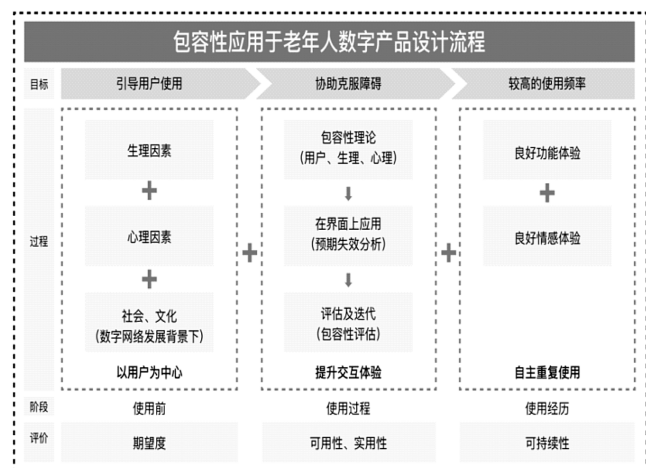 包容性应用于老年人数字产品设计流程
目标
引导用户使用
协助克服障碍
较高的使用频率
过程
生理因素
+
心理因素
+
社会、文化
(数字网络发展背景下)
以用户为中心
+
包容性理论
(用户、生理、心理)
在界面上应用
(预期失效分析)
评估及迭代
(包容性评估)
提升交互体验
+
良好功能体验
+
良好情感体验
自主重复使用
阶段
使用前
使用过程
使用经历
评价
期望度
可用性、实用性
可持续性